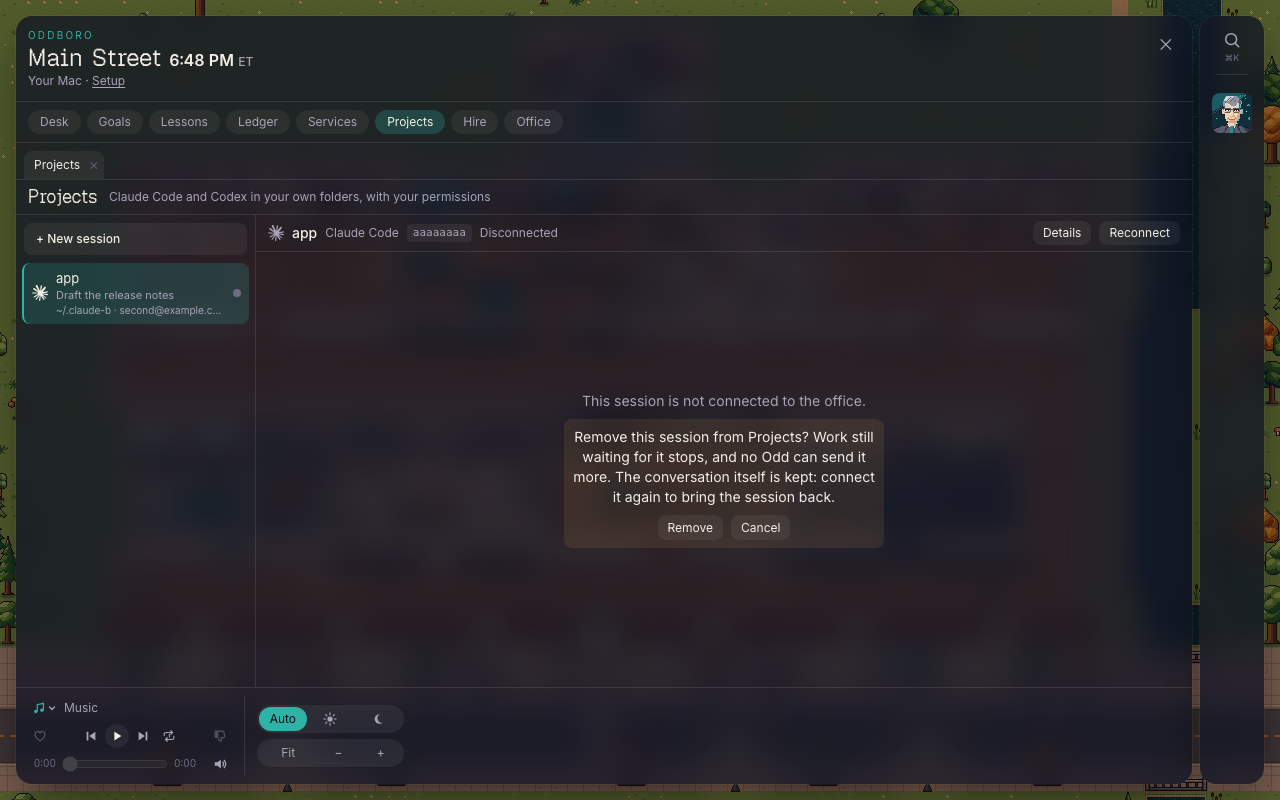 ODDBORO
Main Street 6:48 PM ET
Your Mac · Setup
⌘K
Desk Goals Lessons Ledger Services Projects Hire Office
Projects
Projects Claude Code and Codex in your own folders, with your permissions
+ New session
app Claude Code aaaaaaaa Disconnected Details Reconnect
app
Draft the release notes
~/.claude-b · second@example.c...
This session is not connected to the office.
Remove this session from Projects? Work still
waiting for it stops, and no Odd can send it
more. The conversation itself is kept: connect
it again to bring the session back.
Remove Cancel
Music
Auto
Fit − +
0:00 0:00